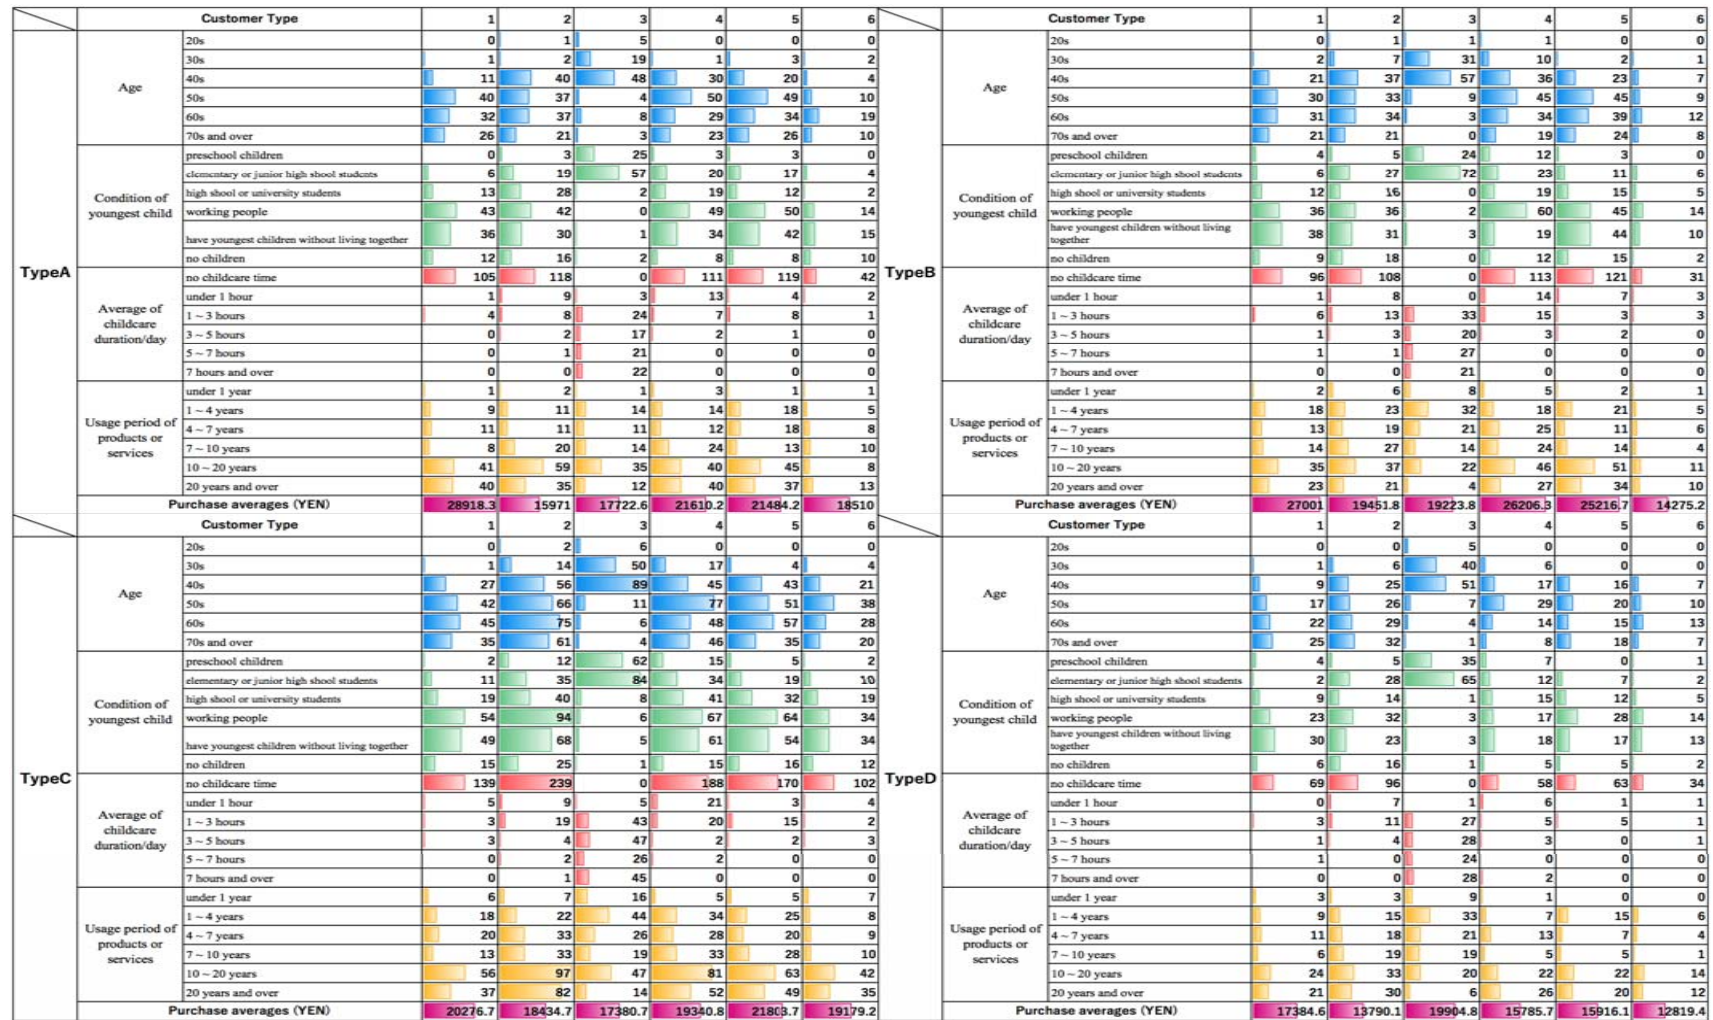 Customer Type 1 2 3 4 5 6
TypeA
Age
20s 0 1 5 0 0 0
30s 1 2 19 1 3 2
40s 11 40 48 30 20 4
50s 40 37 4 50 49 10
60s 32 37 8 29 34 19
70s and over 26 21 3 23 26 10
Condition of
youngest child
preschool children 0 3 25 3 3 0
elementary or junior high shool students 6 19 57 20 17 4
high shool or university students 13 28 2 19 12 2
working people 43 42 0 49 50 14
have youngest children without living together 36 30 1 34 42 15
no children 12 16 2 8 8 10
Average of
childcare
duration/day
no childcare time 105 118 0 111 119 42
under 1 hour 1 9 3 13 4 2
1 ~ 3 hours 4 8 24 7 8 1
3 ~ 5 hours 0 2 17 2 1 0
5 ~ 7 hours 0 1 21 0 0 0
7 hours and over 0 0 22 0 0 0
Usage period of
products or
services
under 1 year 1 2 1 3 1 1
1 ~ 4 years 9 11 14 14 18 5
4 ~ 7 years 11 11 11 12 18 8
7 ~ 10 years 8 20 14 24 13 10
10 ~ 20 years 41 59 35 40 45 8
20 years and over 40 35 12 40 37 13
Purchase averages (YEN) 28918.3 15971 17722.6 21610.2 21484.2 18510
Customer Type 1 2 3 4 5 6
TypeB
Age
20s 0 1 1 1 0 0
30s 2 7 31 10 2 1
40s 21 37 57 36 23 7
50s 30 33 9 45 45 9
60s 31 34 3 34 39 12
70s and over 21 21 0 19 24 8
Condition of
youngest child
preschool children 4 5 24 12 3 0
elementary or junior high shool students 6 27 72 23 11 6
high shool or university students 12 16 0 19 15 5
working people 36 36 2 60 45 14
have youngest children without living
together 38 31 3 19 44 10
no children 9 18 0 12 15 2
Average of
childcare
duration/day
no childcare time 96 108 0 113 121 31
under 1 hour 1 8 0 14 7 3
1 ~ 3 hours 6 13 33 15 3 3
3 ~ 5 hours 1 3 20 3 2 0
5 ~ 7 hours 1 1 27 0 0 0
7 hours and over 0 0 21 0 0 0
Usage period of
products or
services
under 1 year 2 6 8 5 2 1
1 ~ 4 years 18 23 32 18 21 5
4 ~ 7 years 13 19 21 25 11 6
7 ~ 10 years 14 27 14 24 14 4
10 ~ 20 years 35 37 22 46 51 11
20 years and over 23 21 4 27 34 10
Purchase averages (YEN) 27001 19451.8 19223.8 26206.3 25216.7 14275.2
Customer Type 1 2 3 4 5 6
TypeC
Age
20s 0 2 6 0 0 0
30s 1 14 50 17 4 4
40s 27 56 89 45 43 21
50s 42 66 11 77 51 38
60s 45 75 6 48 57 28
70s and over 35 61 4 46 35 20
Condition of
youngest child
preschool children 2 12 62 15 5 2
elementary or junior high shool students 11 35 84 34 19 10
high shool or university students 19 40 8 41 32 19
working people 54 94 6 67 64 34
have youngest children without living together 49 68 5 61 54 34
no children 15 25 1 15 16 12
Average of
childcare
duration/day
no childcare time 139 239 0 188 170 102
under 1 hour 5 9 5 21 3 4
1 ~ 3 hours 3 19 43 20 15 2
3 ~ 5 hours 3 4 47 2 2 3
5 ~ 7 hours 0 2 26 2 0 0
7 hours and over 0 1 45 0 0 0
Usage period of
products or
services
under 1 year 6 7 16 5 5 7
1 ~ 4 years 18 22 44 34 25 8
4 ~ 7 years 20 33 26 28 20 9
7 ~ 10 years 13 33 19 33 28 10
10 ~ 20 years 56 97 47 81 63 42
20 years and over 37 82 14 52 49 35
Purchase averages (YEN) 20276.7 18434.7 17380.7 19340.8 21803.7 19179.2
Customer Type 1 2 3 4 5 6
TypeD
Age
20s 0 0 5 0 0 0
30s 1 6 40 6 0 0
40s 9 25 51 17 16 7
50s 17 26 7 29 20 10
60s 22 29 4 14 15 13
70s and over 25 32 1 8 18 7
Condition of
youngest child
preschool children 4 5 35 7 0 1
elementary or junior high shool students 2 28 65 12 7 2
high shool or university students 9 14 1 15 12 5
working people 23 32 3 17 28 14
have youngest children without living
together 30 23 3 18 17 13
no children 6 16 1 5 5 2
Average of
childcare
duration/day
no childcare time 69 96 0 58 63 34
under 1 hour 0 7 1 6 1 1
1 ~ 3 hours 3 11 27 5 5 1
3 ~ 5 hours 1 4 28 3 0 1
5 ~ 7 hours 1 0 24 0 0 0
7 hours and over 0 0 28 2 0 0
Usage period of
products or
services
under 1 year 3 3 9 1 0 0
1 ~ 4 years 9 15 33 7 15 6
4 ~ 7 years 11 18 21 13 7 4
7 ~ 10 years 6 19 19 5 5 1
10 ~ 20 years 24 33 20 22 22 14
20 years and over 21 30 6 26 20 12
Purchase averages (YEN) 17384.6 13790.1 19904.8 15785.7 15916.1 12819.4